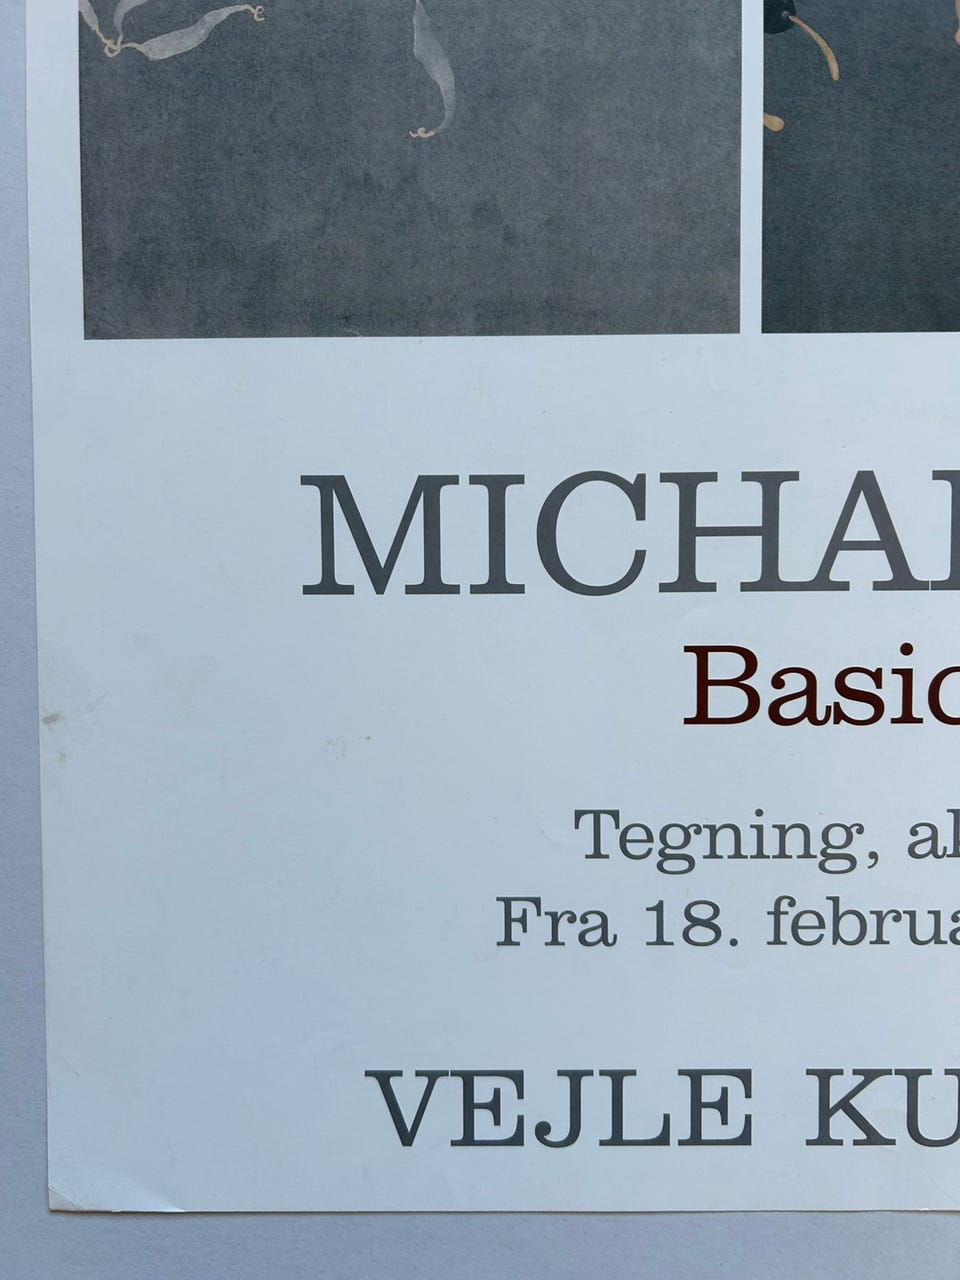 MICHA
Basic
Tegning, a
Fra 18. februa
VEJLE KU